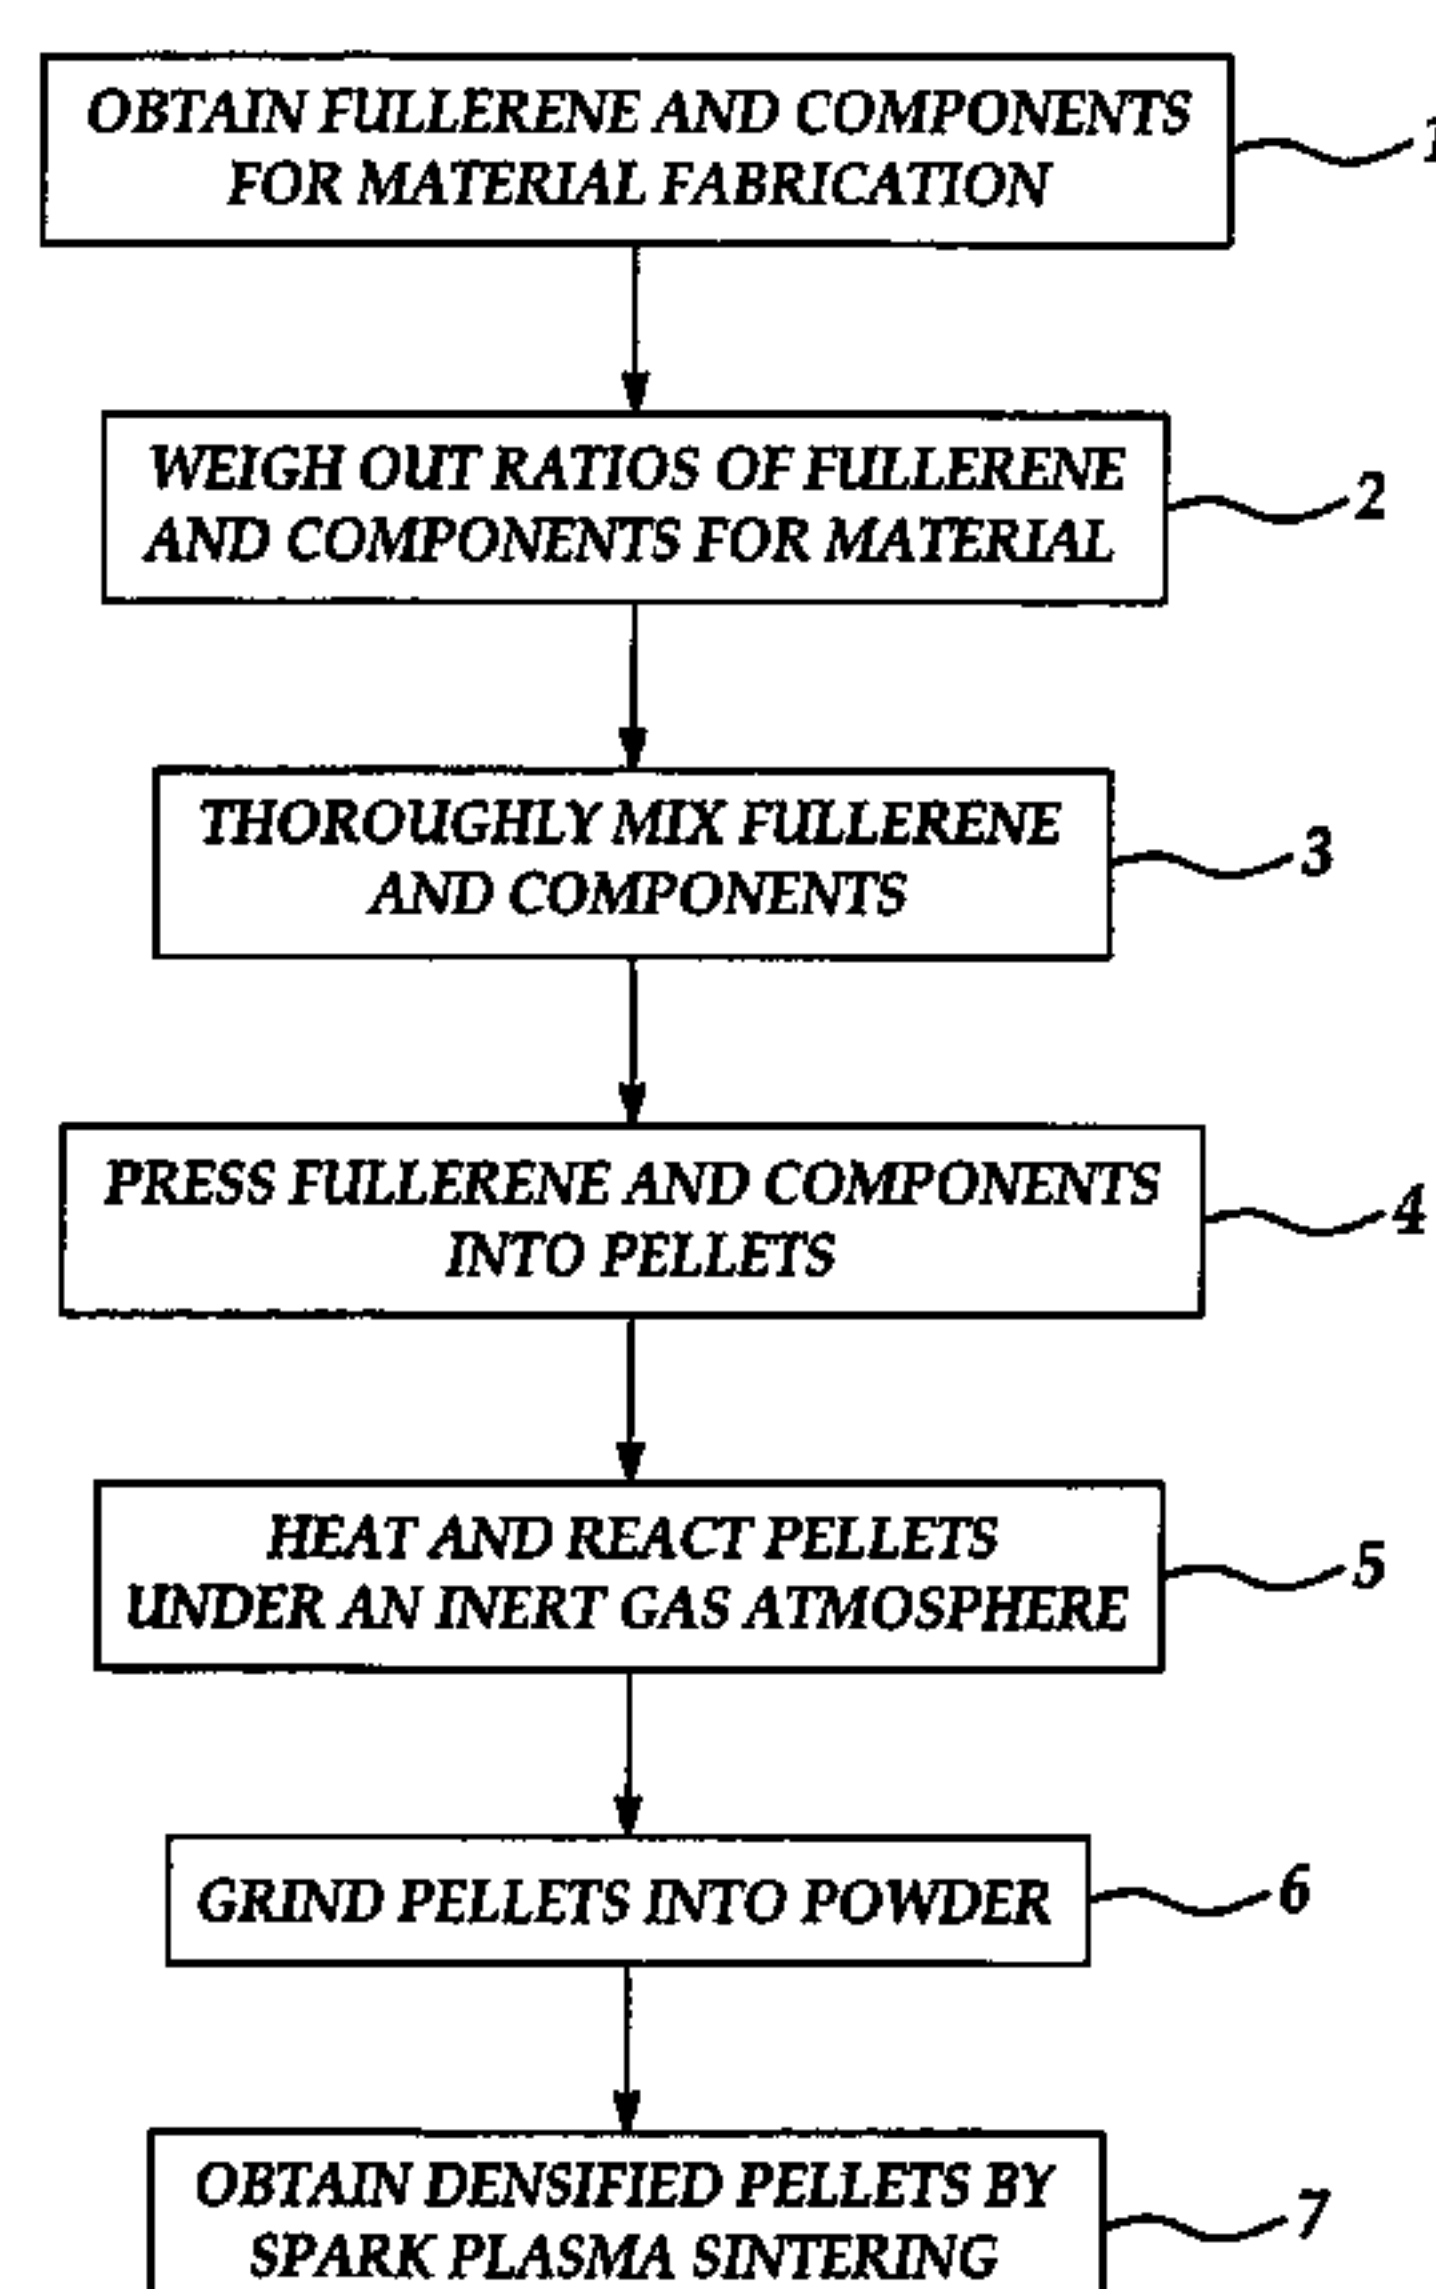 OBTAIN FULLERENE AND COMPONENTS
FOR MATERIAL FABRICATION
1
WEIGH OUT RATIOS OF FULLERENE
AND COMPONENTS FOR MATERIAL
2
THOROUGHLY MIX FULLERENE
AND COMPONENTS
3
PRESS FULLERENE AND COMPONENTS
INTO PELLETS
4
HEAT AND REACT PELLETS
UNDER AN INERT GAS ATMOSPHERE
5
GRIND PELLETS INTO POWDER
6
OBTAIN DENSIFIED PELLETS BY
SPARK PLASMA SINTERING
7